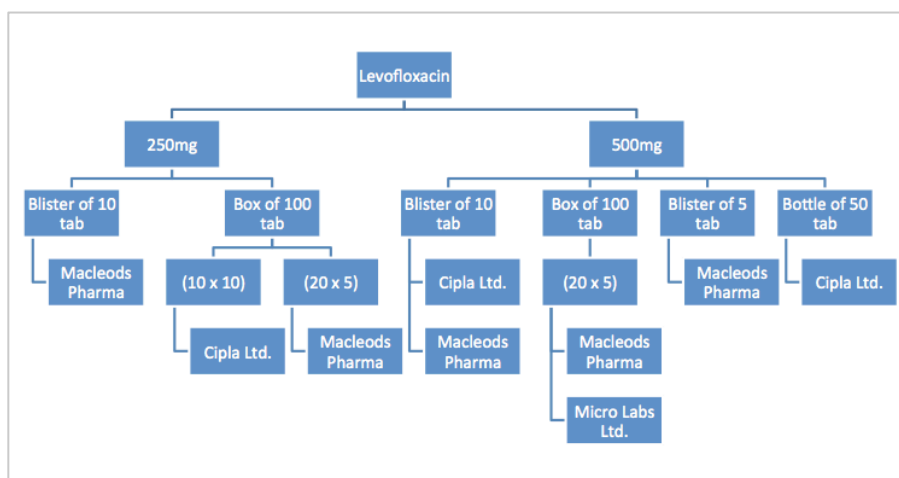 Levofloxacin
250mg
500mg
Blister of 10
tab
Box of 100
tab
Blister of 10
tab
Box of 100
tab
Blister of 5
tab
Bottle of 50
tab
Macleods
Pharma
(10 x 10)
(20 x 5)
Cipla Ltd.
(20 x 5)
Macleods
Pharma
Cipla Ltd.
Cipla Ltd.
Macleods
Pharma
Macleods
Pharma
Macleods
Pharma
Micro Labs
Ltd.